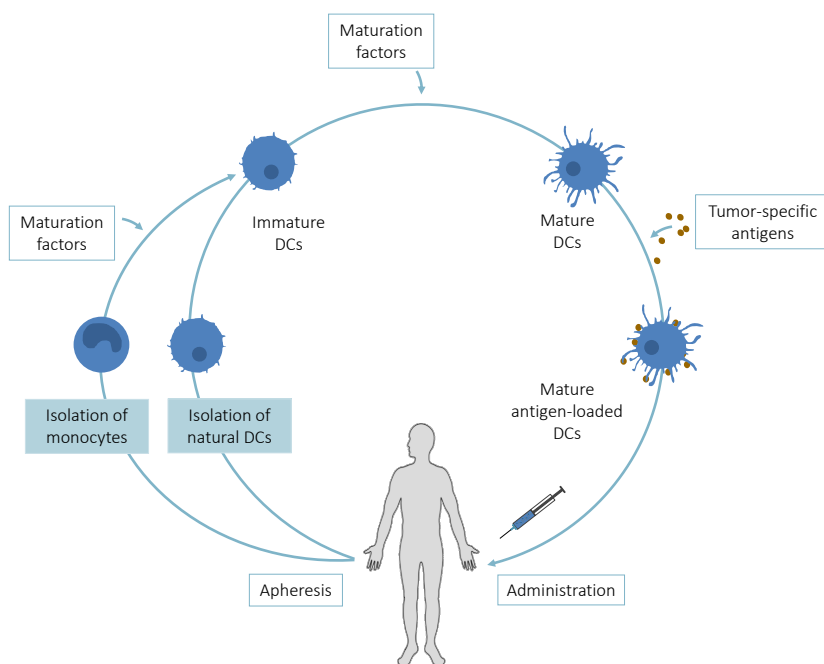 Maturation
factors
Maturation
factors
Immature
DCs
Mature
DCs
Tumor-specific
antigens
Isolation of
monocytes
Isolation of
natural DCs
Mature
antigen-loaded
DCs
Apheresis
Administration